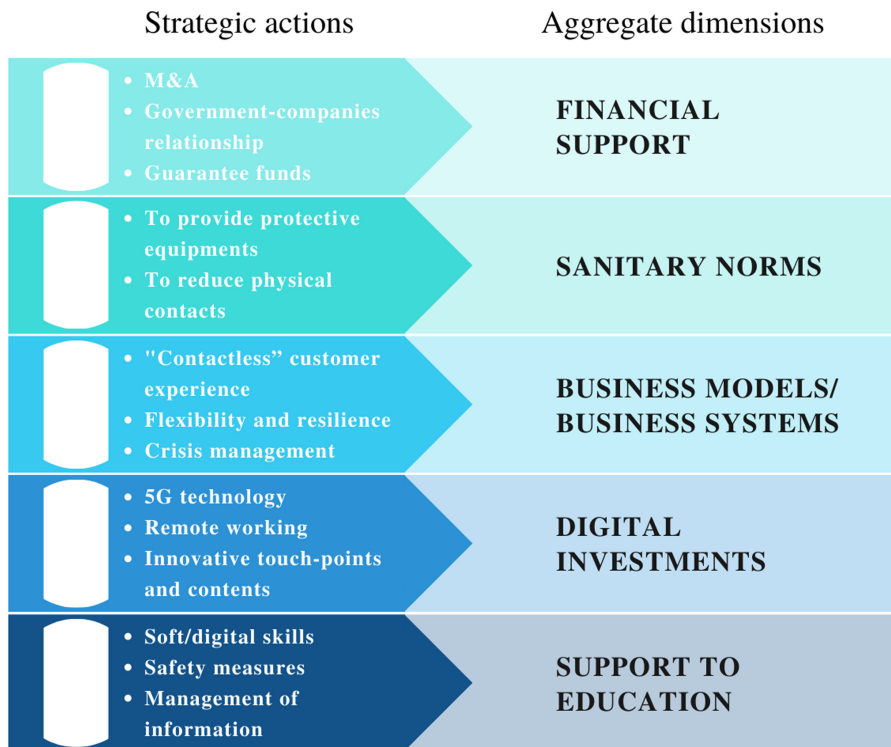 Strategic actions
Aggregate dimensions
• M&A
• Government-companies
relationship
• Guarantee funds
FINANCIAL
SUPPORT
• To provide protective
equipments
• To reduce physical
contacts
SANITARY NORMS
• "Contactless” customer
experience
• Flexibility and resilience
• Crisis management
BUSINESS MODELS/
BUSINESS SYSTEMS
• 5G technology
• Remote working
• Innovative touch-points
and contents
DIGITAL
INVESTMENTS
• Soft/digital skills
• Safety measures
• Management of
information
SUPPORT TO
EDUCATION